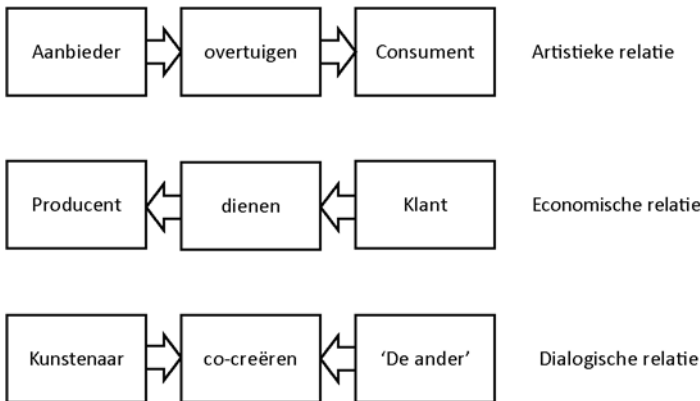 Aanbieder overtuigen Consument Artistieke relatie
Producent dienen Klant Economische relatie
Kunstenaar co-creëren ‘De ander’ Dialogische relatie